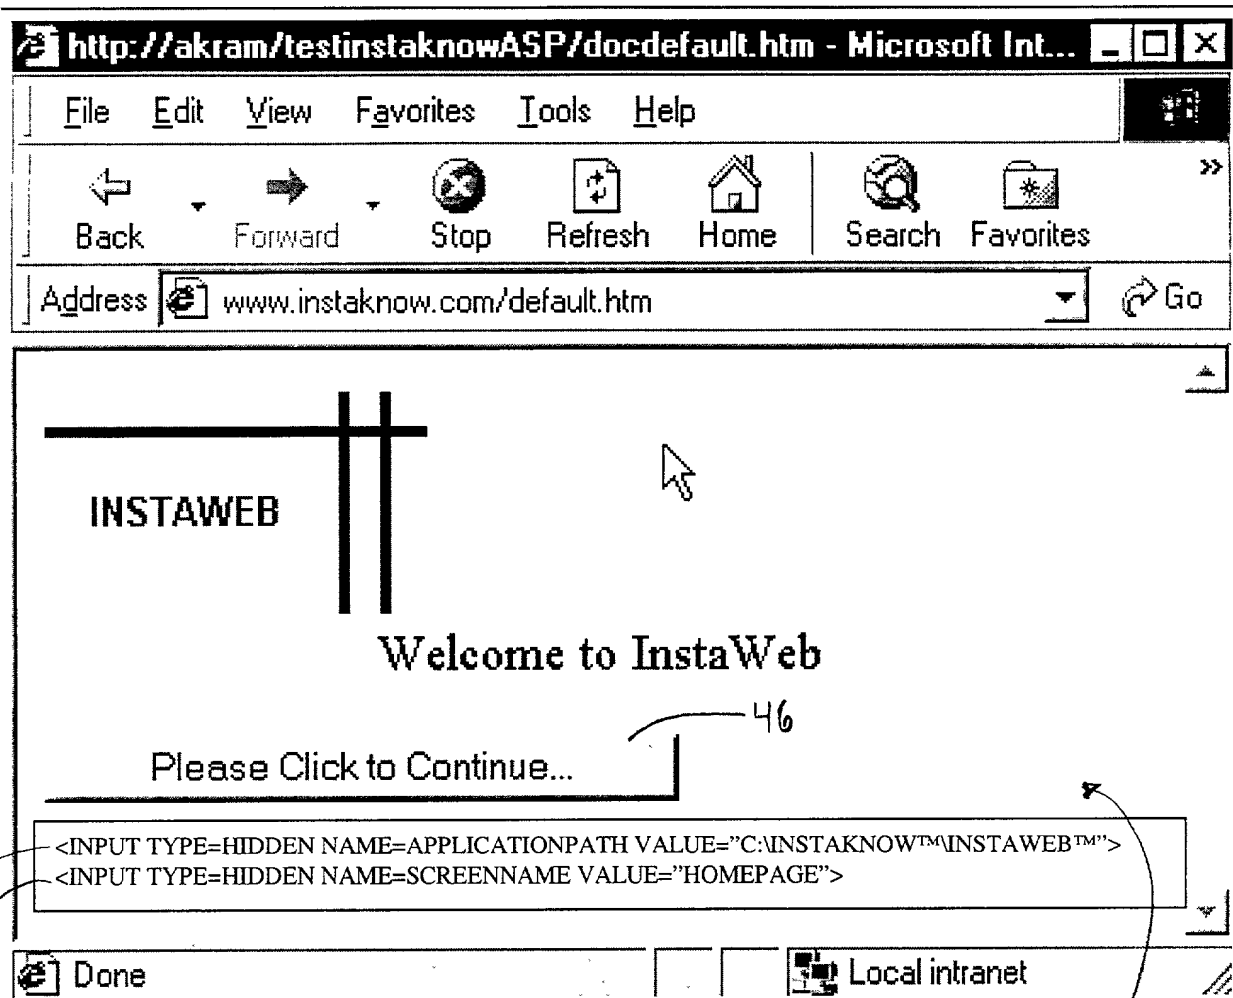 http://akram/testinstaknowASP/docdefault.htm - Microsoft Int...
File Edit View Favorites Tools Help
Back Forward Stop Refresh Home Search Favorites
Address www.instaknow.com/default.htm Go
INSTAWEB
Welcome to InstaWeb
46
Please Click to Continue...
<INPUT TYPE=HIDDEN NAME=APPLICATIONPATH VALUE=”C:\INSTAKNOW™\INSTAWEB™”>
<INPUT TYPE=HIDDEN NAME=SCREENNAME VALUE=”HOMEPAGE”>
Done Local intranet